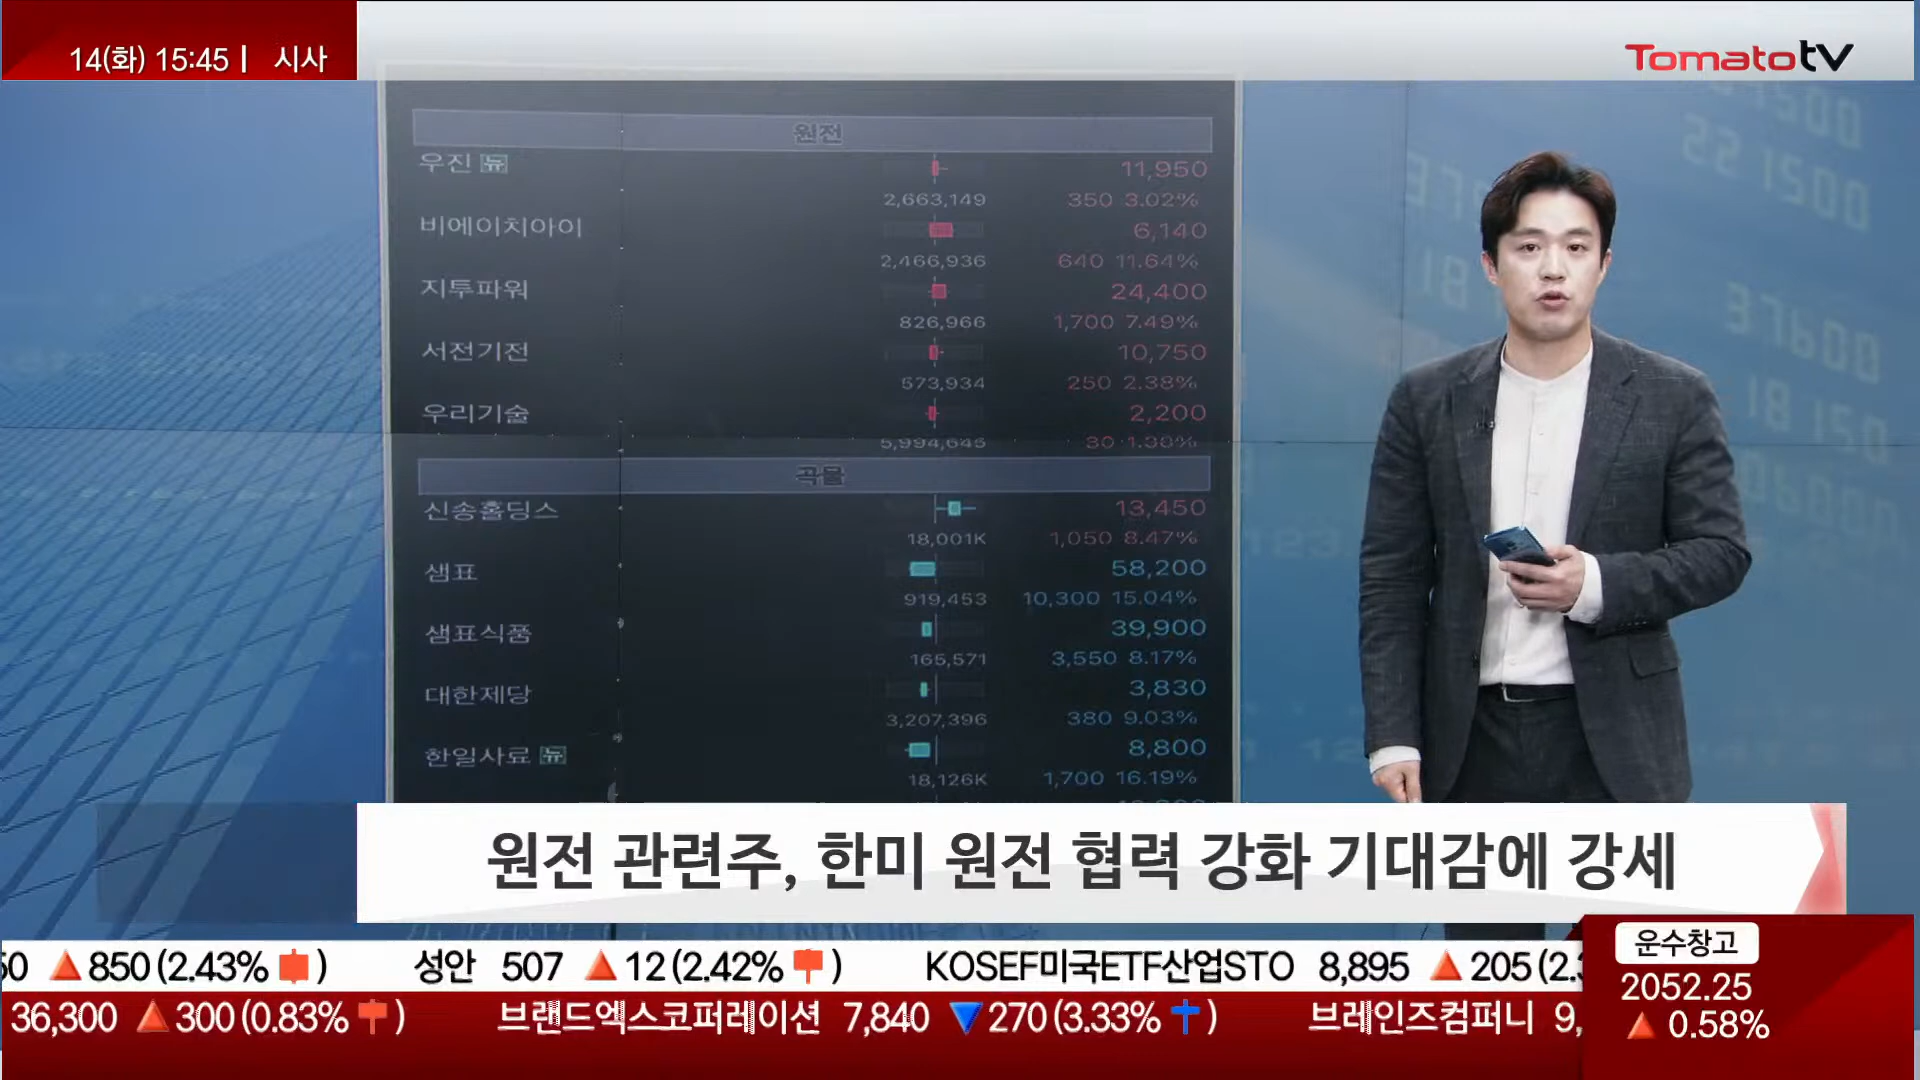 14(화) 15:45 | 시사
Tomatotv
원전
우진 뉴 11,950
2,663,149 350 3.02%
비에이치아이 6,140
2,466,936 640 11.64%
지투파워 24,400
826,966 1,700 7.49%
서전기전 10,750
573,934 250 2.38%
우리기술 2,200
5,994,645 30 1.38%
곡물
신송홀딩스 13,450
18,001K 1,050 8.47%
샘표 58,200
919,453 10,300 15.04%
샘표식품 39,900
165,571 3,550 8.17%
대한제당 3,830
3,207,396 380 9.03%
한일사료 뉴 8,800
18,126K 1,700 16.19%
원전 관련주, 한미 원전 협력 강화 기대감에 강세
▲850(2.43%) 성안 507 ▲12(2.42%) KOSEF미국ETF산업STO 8,895 ▲205
36,300 ▲300(0.83%) 브랜드엑스코퍼레이션 7,840 ▼270(3.33%) 브레인즈컴퍼니 9,
운수창고
2052.25
▲ 0.58%